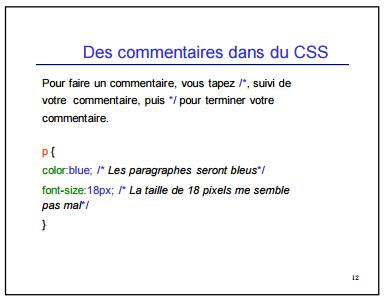 Des commentaires dans du CSS
Pour faire un commentaire, vous tapez /*, suivi de
votre commentaire, puis */ pour terminer votre
commentaire.
p {
color:blue; /* Les paragraphes seront bleus*/
font-size:18px; /* La taille de 18 pixels me semble
pas mal*/
}
12